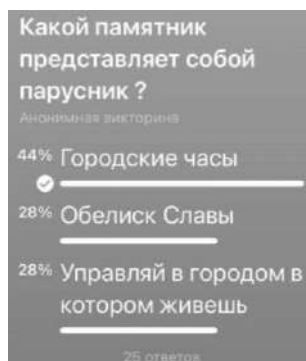 Какой памятник
представляет собой
парусник ?
Анонимная викторина
44% Городские часы
28% Обелиск Славы
28% Управляй в городом в
котором живешь
25 ответов